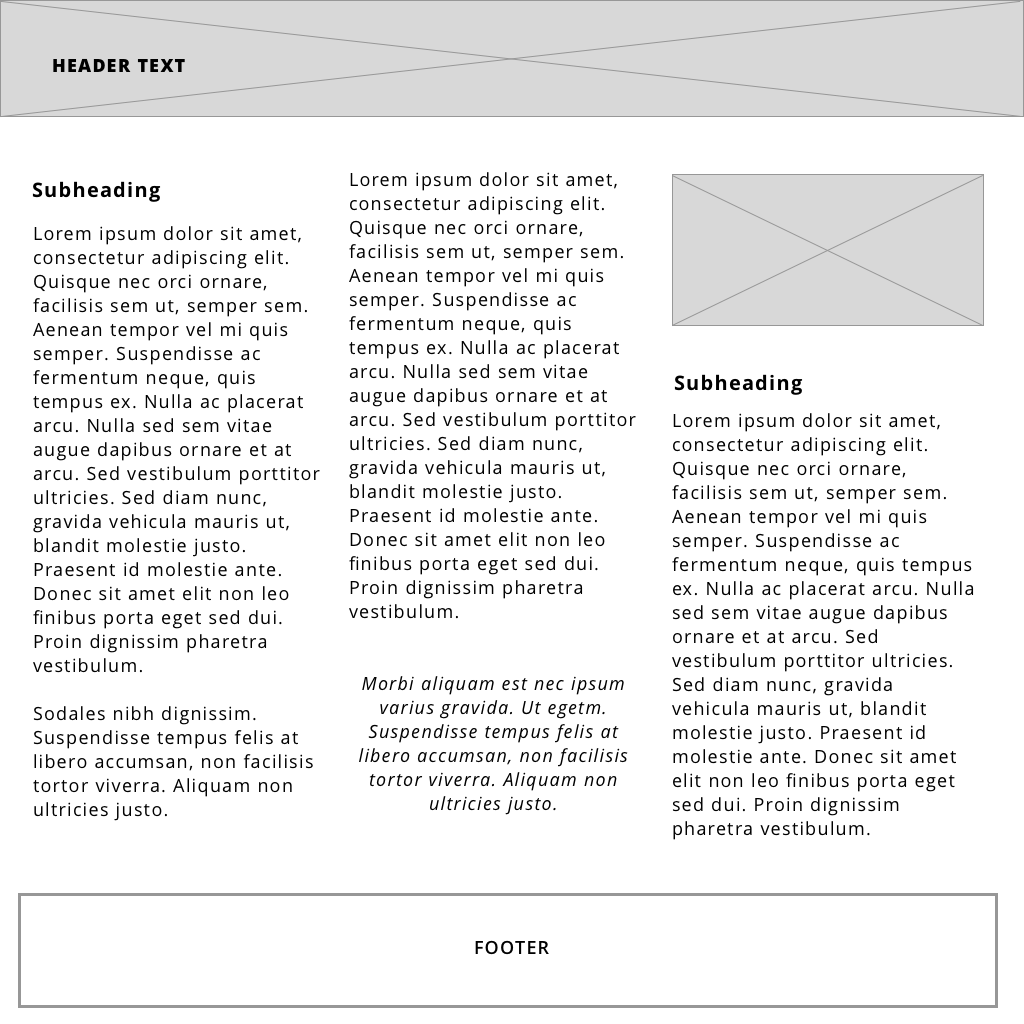 HEADER TEXT
Subheading
Lorem ipsum dolor sit amet,
consectetur adipiscing elit.
Quisque nec orci ornare,
facilisis sem ut, semper sem.
Aenean tempor vel mi quis
semper. Suspendisse ac
fermentum neque, quis
tempus ex. Nulla ac placerat
arcu. Nulla sed sem vitae
augue dapibus ornare et at
arcu. Sed vestibulum porttitor
ultricies. Sed diam nunc,
gravida vehicula mauris ut,
blandit molestie justo.
Praesent id molestie ante.
Donec sit amet elit non leo
finibus porta eget sed dui.
Proin dignissim pharetra
vestibulum.
Sodales nibh dignissim.
Suspendisse tempus felis at
libero accumsan, non facilisis
tortor viverra. Aliquam non
ultricies justo.
Lorem ipsum dolor sit amet,
consectetur adipiscing elit.
Quisque nec orci ornare,
facilisis sem ut, semper sem.
Aenean tempor vel mi quis
semper. Suspendisse ac
fermentum neque, quis
tempus ex. Nulla ac placerat
arcu. Nulla sed sem vitae
augue dapibus ornare et at
arcu. Sed vestibulum porttitor
ultricies. Sed diam nunc,
gravida vehicula mauris ut,
blandit molestie justo.
Praesent id molestie ante.
Donec sit amet elit non leo
finibus porta eget sed dui.
Proin dignissim pharetra
vestibulum.
Morbi aliquam est nec ipsum
varius gravida. Ut egetm.
Suspendisse tempus felis at
libero accumsan, non facilisis
tortor viverra. Aliquam non
ultricies justo.
Subheading
Lorem ipsum dolor sit amet,
consectetur adipiscing elit.
Quisque nec orci ornare,
facilisis sem ut, semper sem.
Aenean tempor vel mi quis
semper. Suspendisse ac
fermentum neque, quis tempus
ex. Nulla ac placerat arcu. Nulla
sed sem vitae augue dapibus
ornare et at arcu. Sed
vestibulum porttitor ultricies.
Sed diam nunc, gravida
vehicula mauris ut, blandit
molestie justo. Praesent id
molestie ante. Donec sit amet
elit non leo finibus porta eget
sed dui. Proin dignissim
pharetra vestibulum.
FOOTER